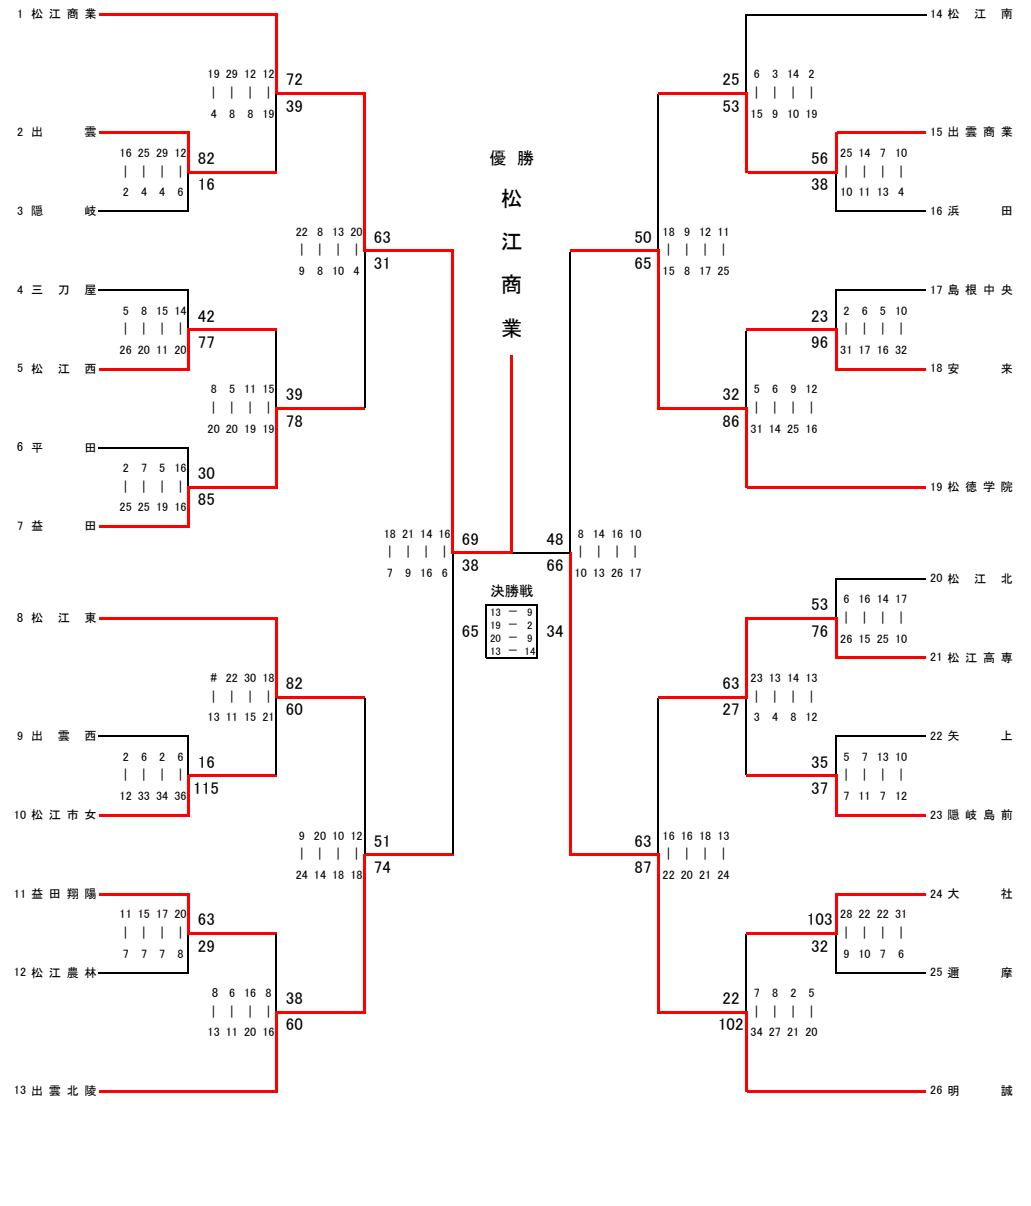 1 松江商業
19 29 12 12
| | | |
4 8 8 19
72
39
2 出雲
16 25 29 12
| | | |
2 4 4 6
82
16
3 隠岐
22 8 13 20
| | | |
9 8 10 4
63
31
4 三刀屋
5 8 15 14
| | | |
26 20 11 20
42
77
5 松江西
8 5 11 15
| | | |
20 20 19 19
39
78
6 平田
2 7 5 16
| | | |
25 25 19 16
30
85
7 益田
18 21 14 16
| | | |
7 9 16 6
69
38
8 松江東
# 22 30 18
| | | |
13 11 15 21
82
60
9 出雲西
2 6 2 6
| | | |
12 33 34 36
16
115
10 松江市女
9 20 10 12
| | | |
24 14 18 18
51
74
11 益田翔陽
11 15 17 20
| | | |
7 7 7 8
63
29
12 松江農林
8 6 16 8
| | | |
13 11 20 16
38
60
13 出雲北陵
優勝
松江商業
決勝戦
65
13 － 9
19 － 2
20 － 9
13 － 14
34
14 松江南
25
53
6 3 14 2
| | | |
15 9 10 19
15 出雲商業
56
38
25 14 7 10
| | | |
10 11 13 4
16 浜田
50
65
18 9 12 11
| | | |
15 8 17 25
17 島根中央
23
96
2 6 5 10
| | | |
31 17 16 32
18 安来
32
86
5 6 9 12
| | | |
31 14 25 16
19 松徳学院
48
66
8 14 16 10
| | | |
10 13 26 17
20 松江北
53
76
6 16 14 17
| | | |
26 15 25 10
21 松江高専
63
27
23 13 14 13
| | | |
3 4 8 12
22 矢上
35
37
5 7 13 10
| | | |
7 11 7 12
23 隠岐島前
63
87
16 16 18 13
| | | |
22 20 21 24
24 大社
103
32
28 22 22 31
| | | |
9 10 7 6
25 邇摩
22
102
7 8 2 5
| | | |
34 27 21 20
26 明誠